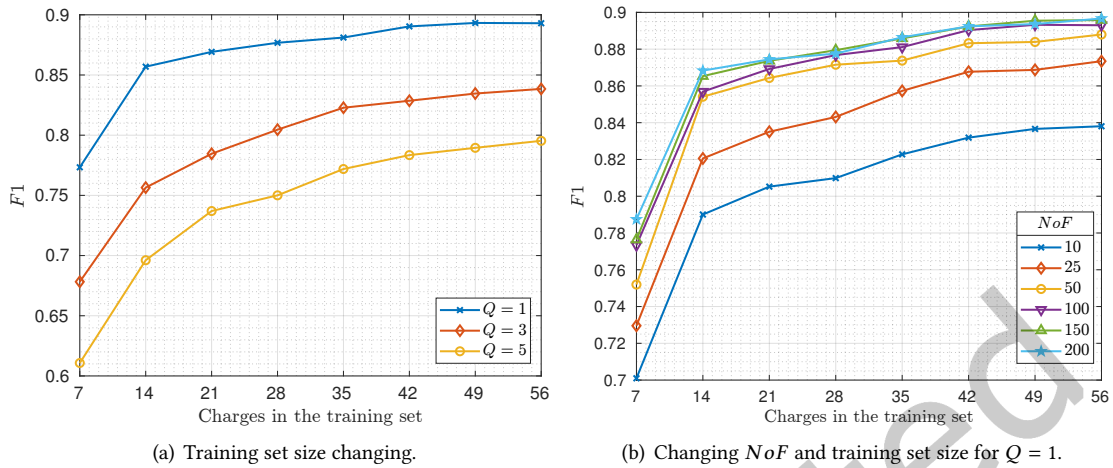 0.9
0.85
0.8
0.75
0.7
0.65
0.6
F1
7 14 21 28 35 42 49 56
Charges in the training set
Q = 1
Q = 3
Q = 5
(a) Training set size changing.
0.9
0.88
0.86
0.84
0.82
0.8
0.78
0.76
0.74
0.72
0.7
F1
7 14 21 28 35 42 49 56
Charges in the training set
NoF
10
25
50
100
150
200
(b) Changing NoF and training set size for Q = 1.